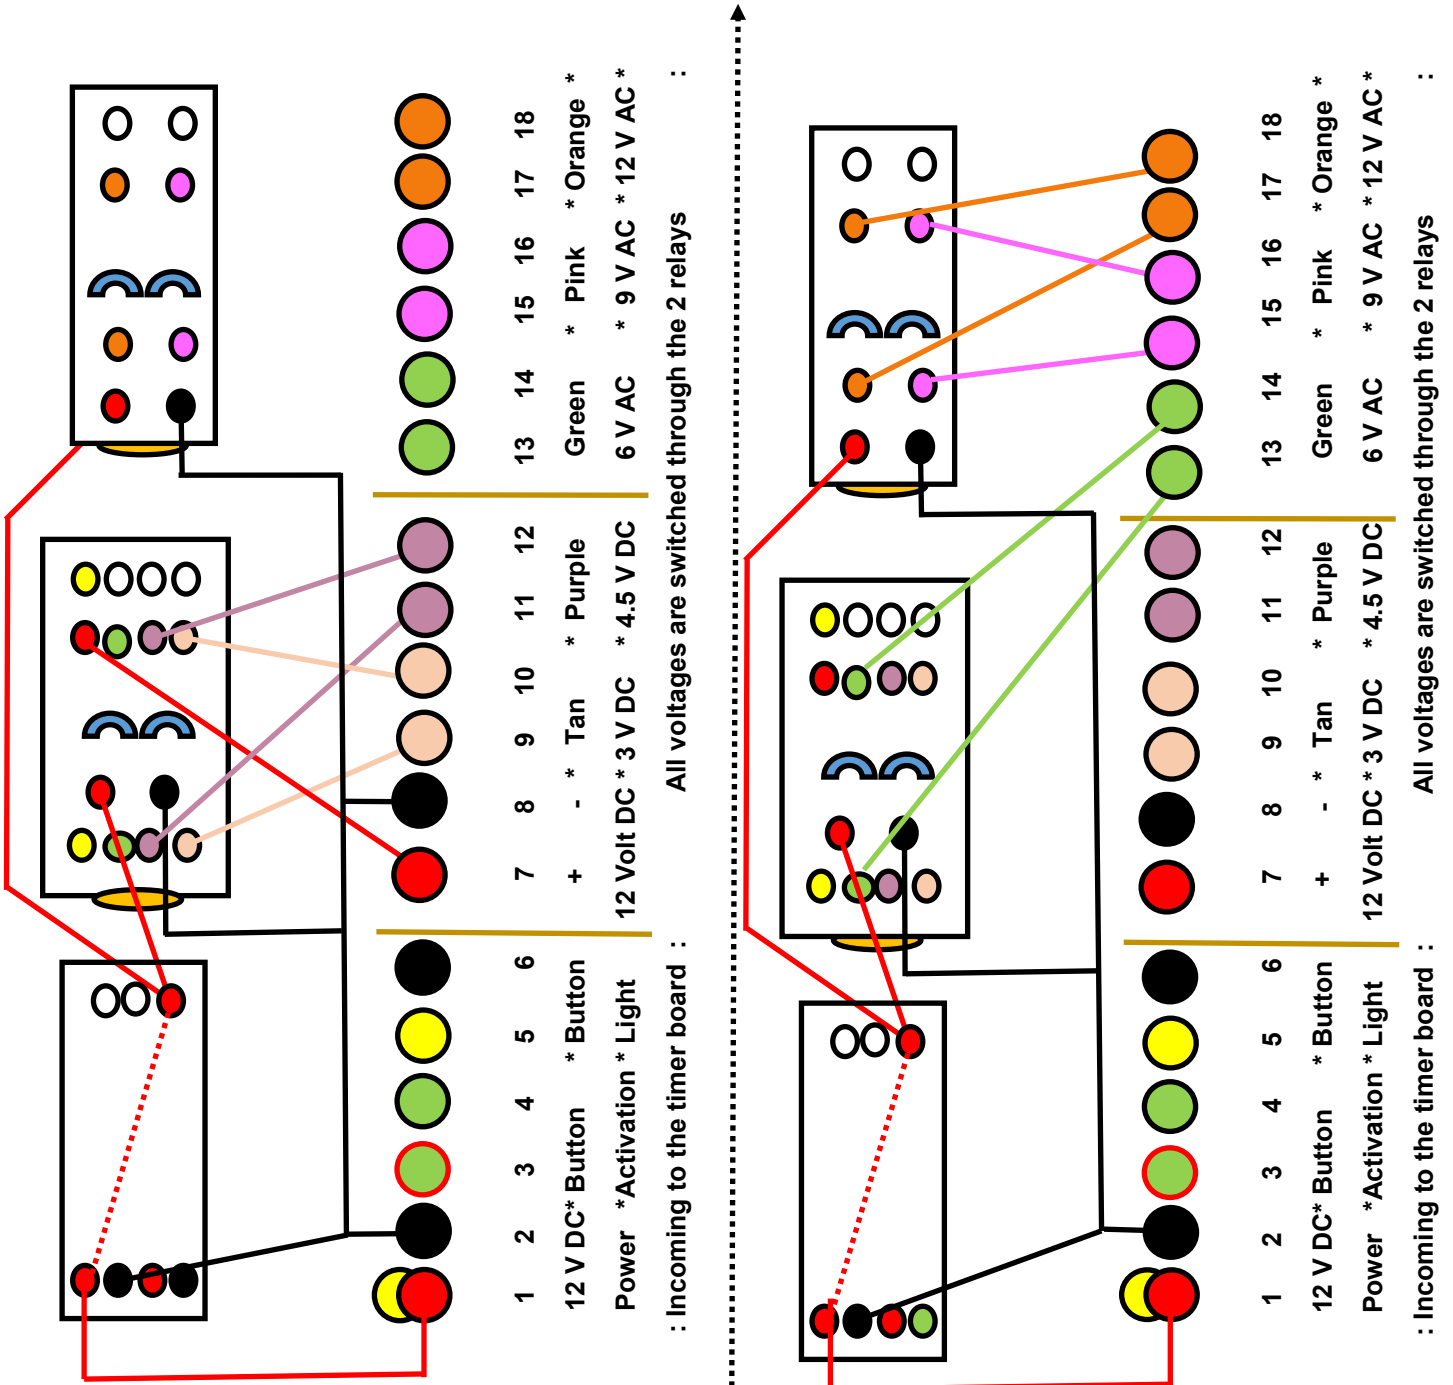 1 2 3 4 5 6 7 8 9 10 11 12 13 14 15 16 17 18
12 V DC* Button * Button + - * Tan * Purple Green * Pink * Orange *
Power *Activation * Light 12 Volt DC* 3 V DC * 4.5 V DC 6 V AC * 9 V AC * 12 V AC *
: Incoming to the timer board : All voltages are switched through the 2 relays :
1 2 3 4 5 6 7 8 9 10 11 12 13 14 15 16 17 18
12 V DC* Button * Button + - * Tan * Purple Green * Pink * Orange *
Power *Activation * Light 12 Volt DC* 3 V DC * 4.5 V DC 6 V AC * 9 V AC * 12 V AC *
: Incoming to the timer board : All voltages are switched through the 2 relays :